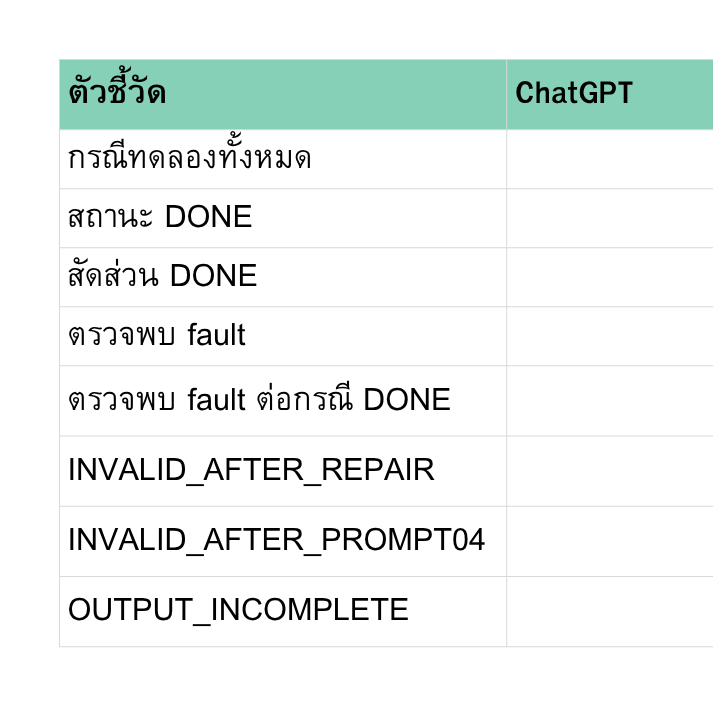 ตัวชี้วัด ChatGPT
กรณีทดลองทั้งหมด
สถานะ DONE
สัดส่วน DONE
ตรวจพบ fault
ตรวจพบ fault ต่อกรณี DONE
INVALID_AFTER_REPAIR
INVALID_AFTER_PROMPT04
OUTPUT_INCOMPLETE